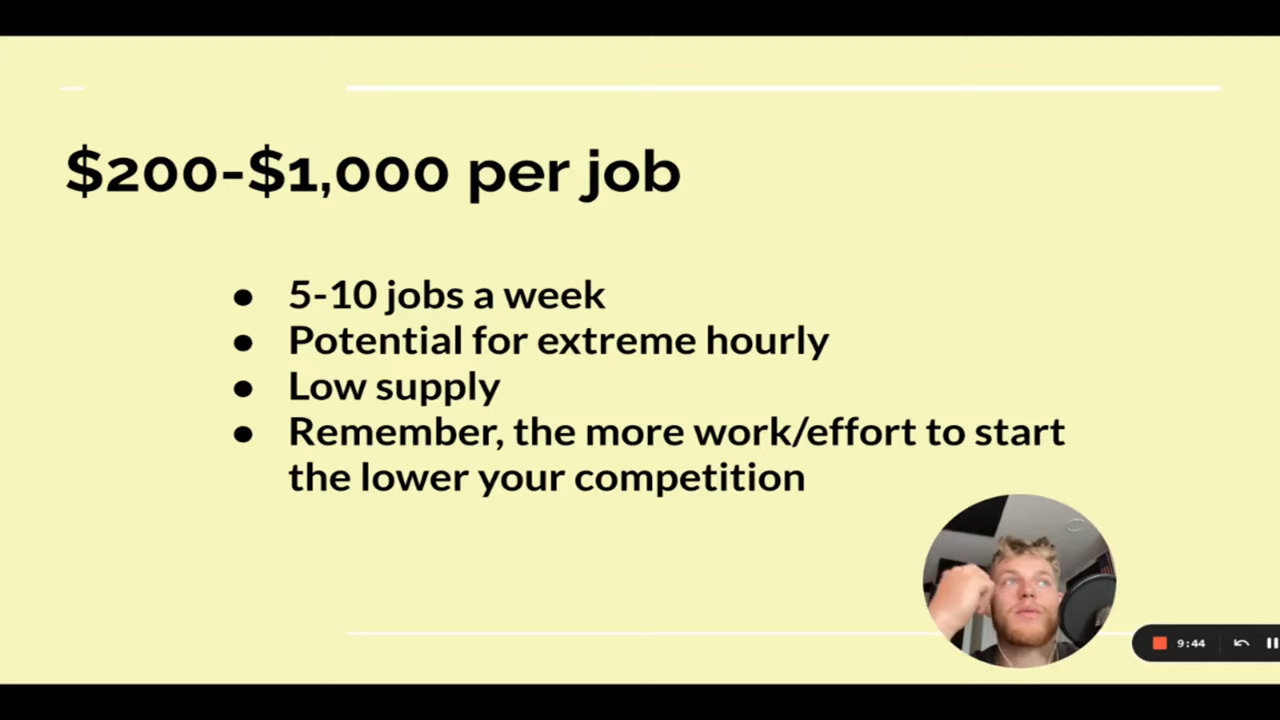 $200-$1,000 per job
● 5-10 jobs a week
● Potential for extreme hourly
● Low supply
● Remember, the more work/effort to start
the lower your competition
9:44